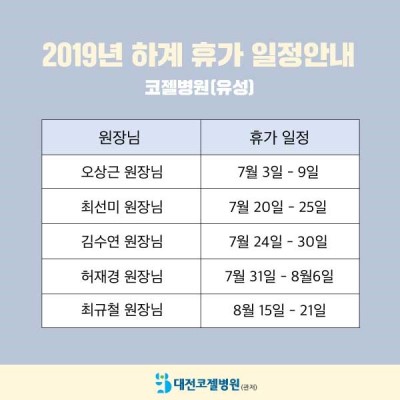 2019년 하계 휴가 일정안내
코젤병원(유성)
원장님 휴가 일정
오상근 원장님 7월 3일 - 9일
최선미 원장님 7월 20일 - 25일
김수연 원장님 7월 24일 - 30일
허재경 원장님 7월 31일 - 8월6일
최규철 원장님 8월 15일 - 21일
대전코젤병원(관저)